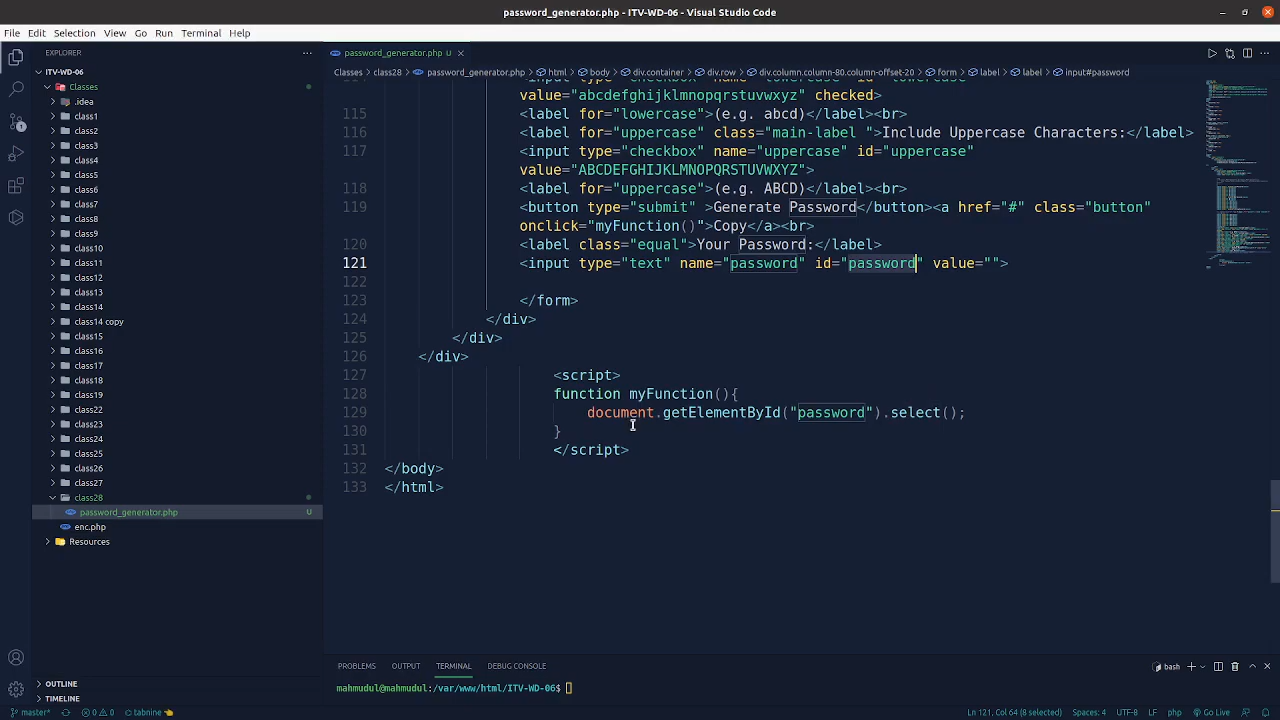 password_generator.php - ITV-WD-06 - Visual Studio Code
File Edit Selection View Go Run Terminal Help
EXPLORER
ITV-WD-06
Classes
.idea
class1
class2
class3
class4
class5
class6
class7
class8
class9
class10
class11
class12
class13
class14
class14 copy
class15
class16
class17
class18
class19
class22
class23
class24
class25
class26
class27
class28
password_generator.php U
enc.php
Resources
OUTLINE
TIMELINE
password_generator.php U
Classes > class28 > password_generator.php > html > body > div.container > div.row > div.column.column-80.column-offset-20 > form > label > label > input#password
value="abcdefghijklmnopqrstuvwxyz" checked>
115 <label for="lowercase">(e.g. abcd)</label><br>
116 <label for="uppercase" class="main-label ">Include Uppercase Characters:</label>
117 <input type="checkbox" name="uppercase" id="uppercase"
value="ABCDEFGHIJKLMNOPQRSTUVWXYZ">
118 <label for="uppercase">(e.g. ABCD)</label><br>
119 <button type="submit" >Generate Password</button><a href="#" class="button"
onclick="myFunction()">Copy</a><br>
120 <label class="equal">Your Password:</label>
121 <input type="text" name="password" id="password" value="">
122
123 </form>
124 </div>
125 </div>
126 </div>
127 <script>
128 function myFunction(){
129 document.getElementById("password").select();
130 }
131 </script>
132 </body>
133 </html>
PROBLEMS OUTPUT TERMINAL DEBUG CONSOLE
bash
mahmudul@mahmudul:/var/www/html/ITV-WD-06$
master* 0 0 tabnine
Ln 121, Col 64 (8 selected) Spaces: 4 UTF-8 LF php Go Live